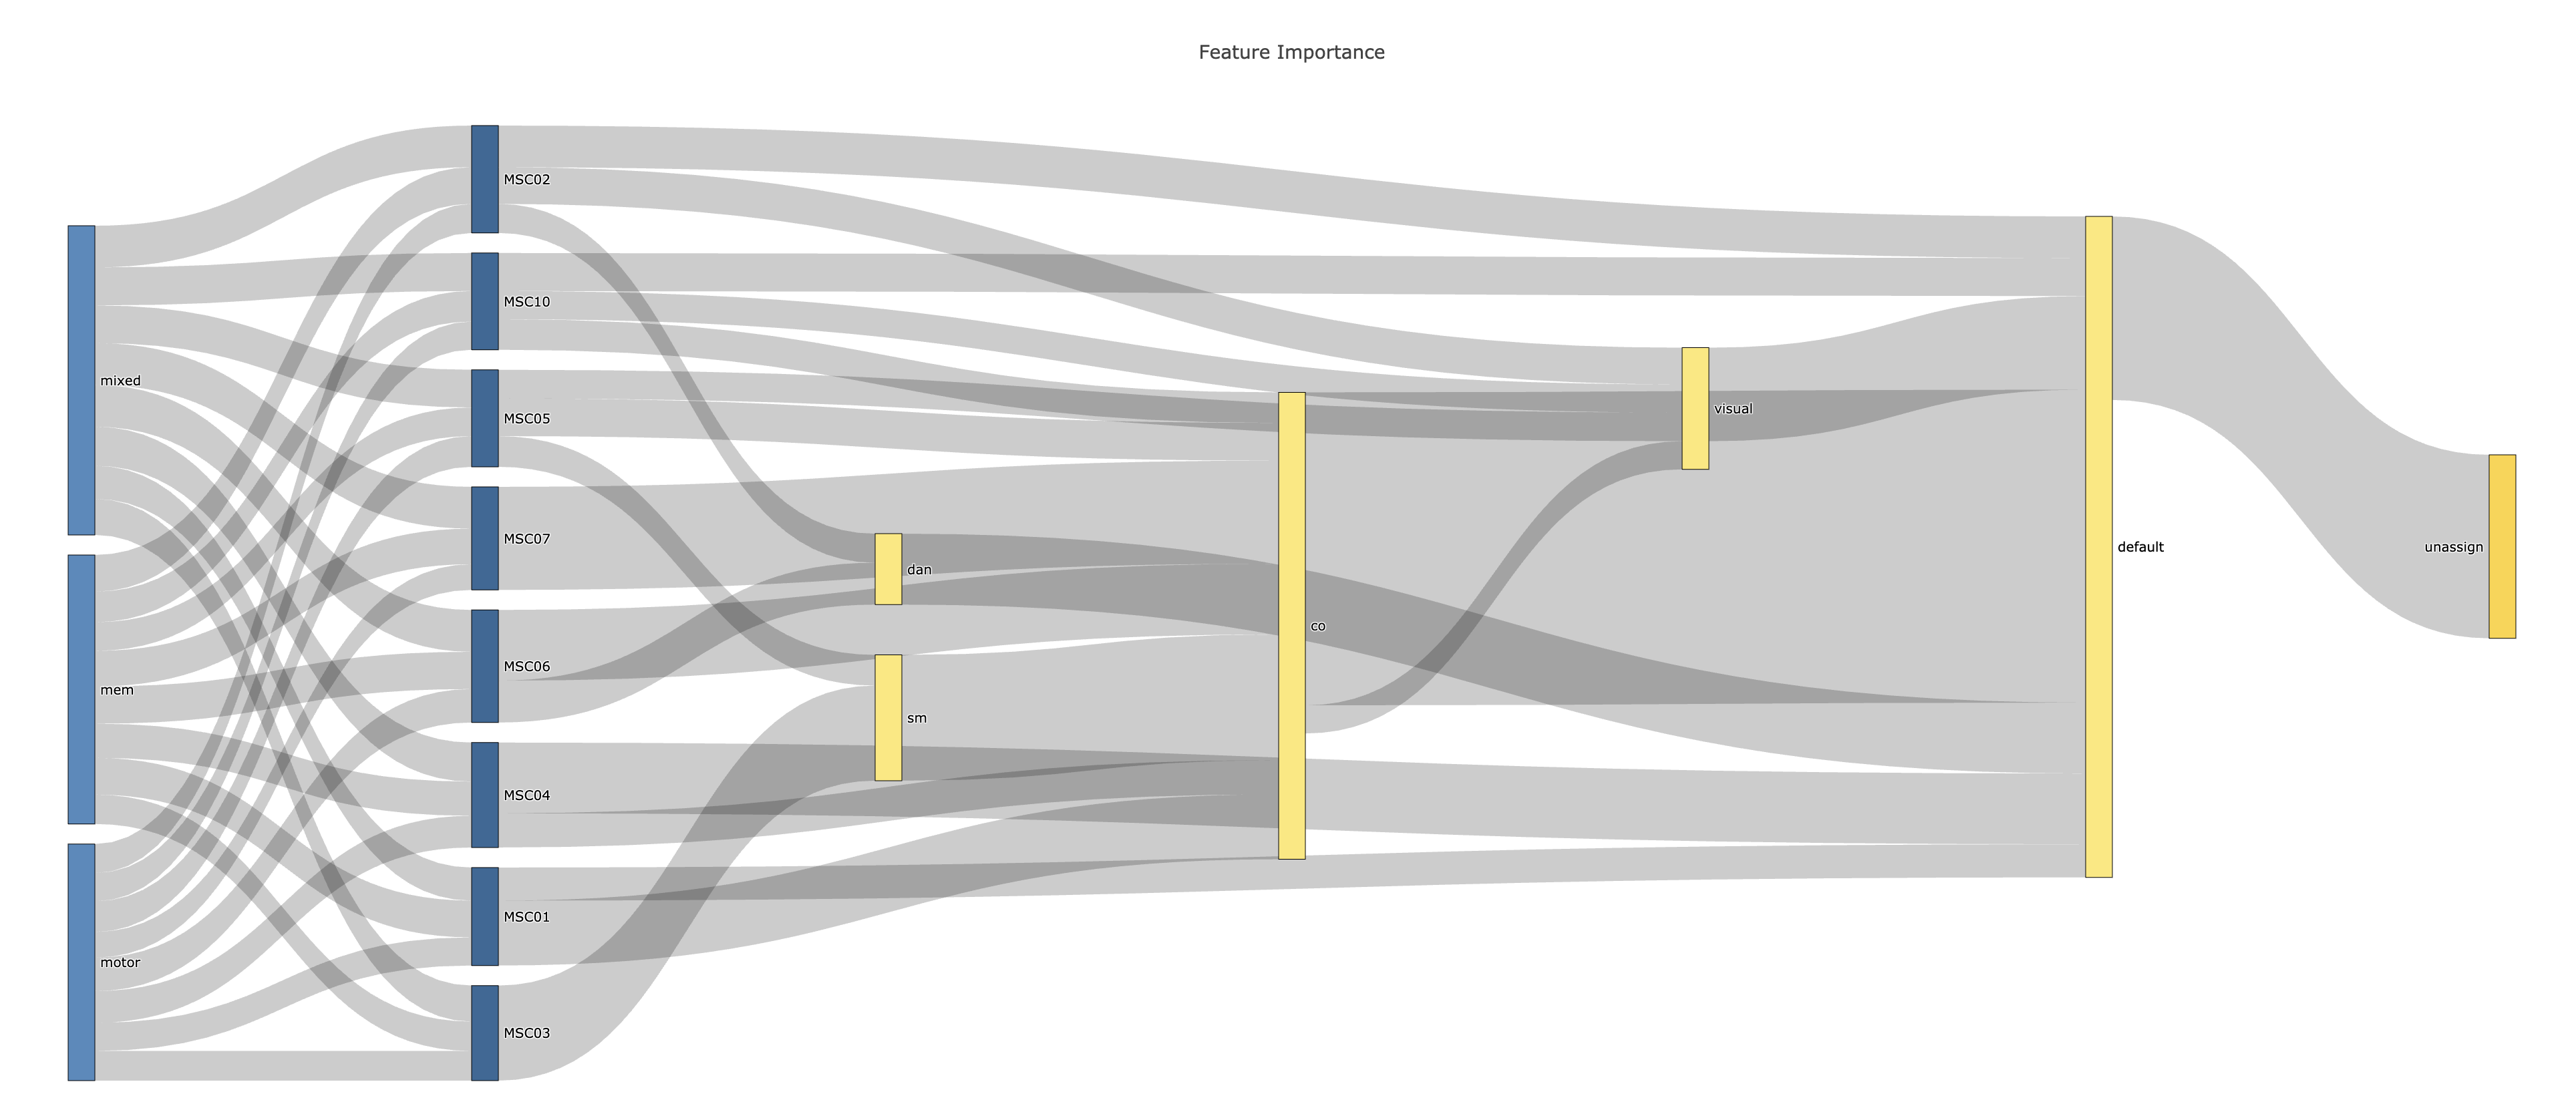 Feature Importance
mixed
mem
motor
MSC02
MSC10
MSC05
MSC07
MSC06
MSC04
MSC01
MSC03
dan
sm
co
visual
default
unassign